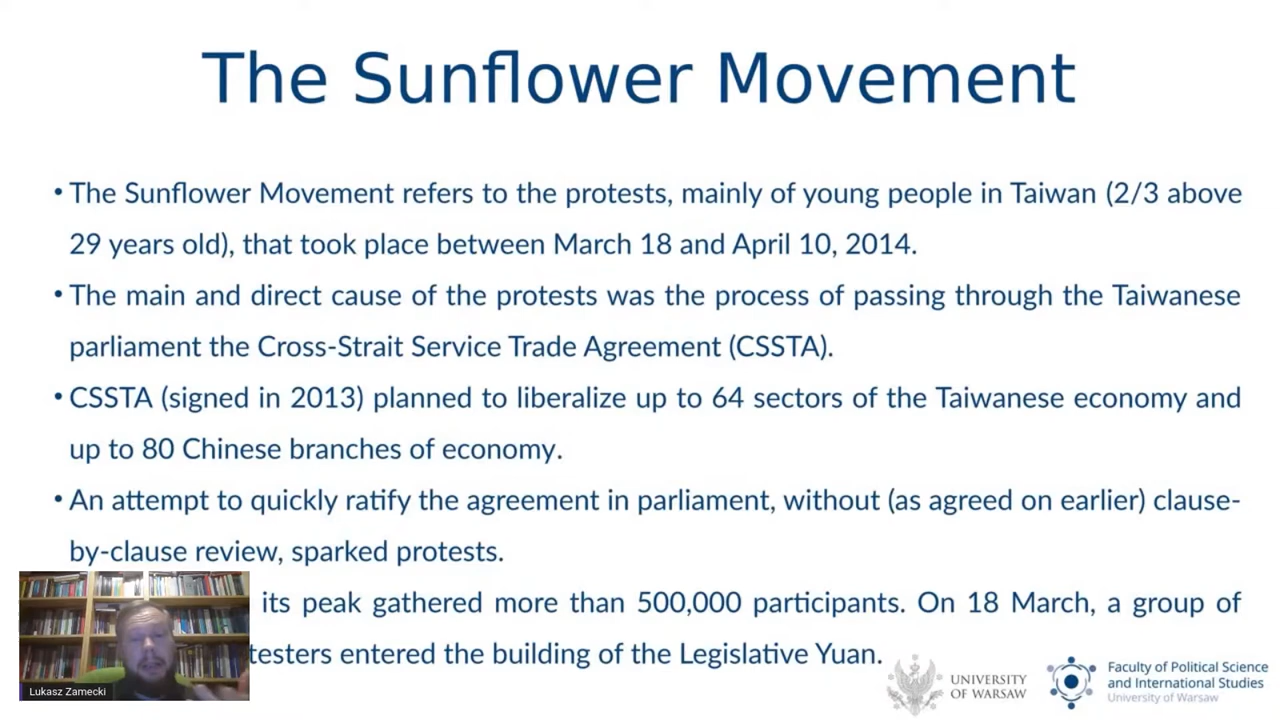 The Sunflower Movement
• The Sunflower Movement refers to the protests, mainly of young people in Taiwan (2/3 above
29 years old), that took place between March 18 and April 10, 2014.
• The main and direct cause of the protests was the process of passing through the Taiwanese
parliament the Cross-Strait Service Trade Agreement (CSSTA).
• CSSTA (signed in 2013) planned to liberalize up to 64 sectors of the Taiwanese economy and
up to 80 Chinese branches of economy.
• An attempt to quickly ratify the agreement in parliament, without (as agreed on earlier) clause-
by-clause review, sparked protests.
its peak gathered more than 500,000 participants. On 18 March, a group of
testers entered the building of the Legislative Yuan.
Lukasz Zamecki
UNIVERSITY
OF WARSAW
Faculty of Political Science
and International Studies
University of Warsaw